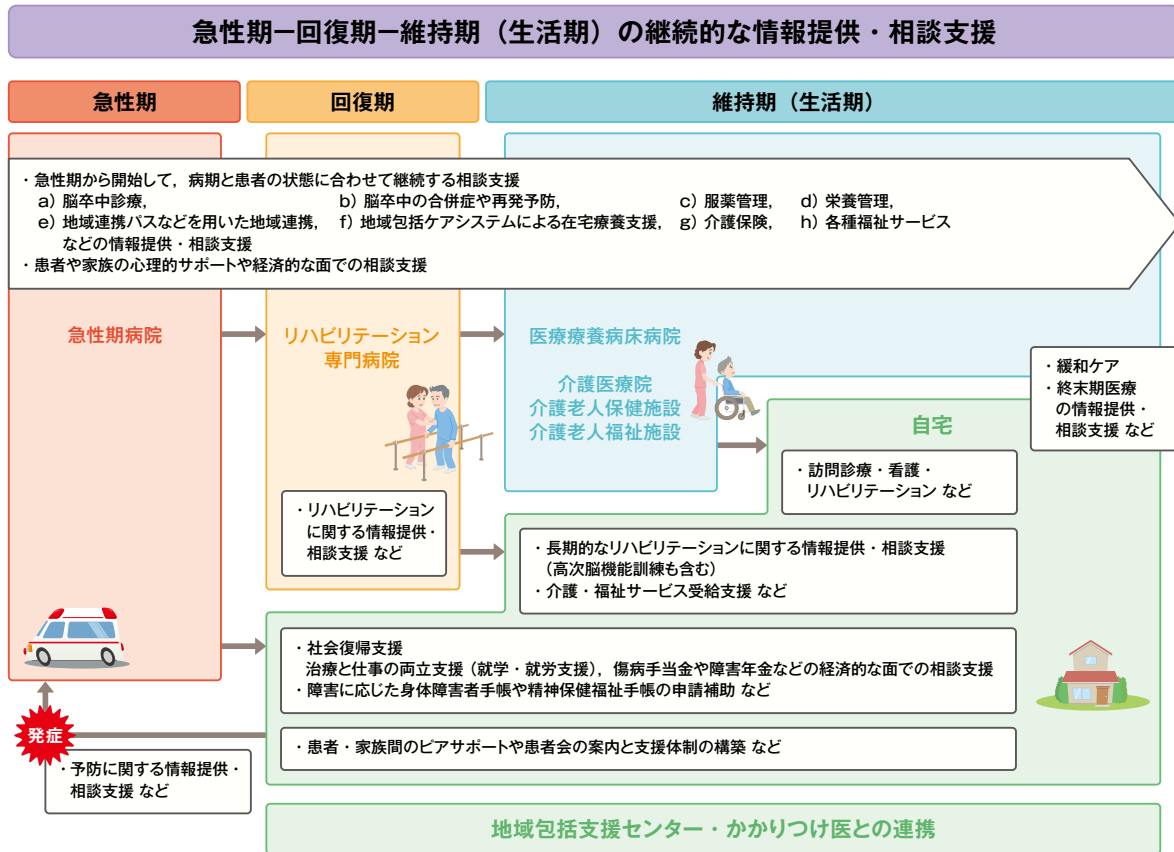 急性期ー回復期ー維持期（生活期）の継続的な情報提供・相談支援
急性期
回復期
維持期（生活期）
・急性期から開始して，病期と患者の状態に合わせて継続する相談支援
a）脳卒中診療， b）脳卒中の合併症や再発予防， c）服薬管理， d）栄養管理，
e）地域連携パスなどを用いた地域連携， f）地域包括ケアシステムによる在宅療養支援， g）介護保険， h）各種福祉サービス
などの情報提供・相談支援
・患者や家族の心理的サポートや経済的な面での相談支援
急性期病院
リハビリテーション
専門病院
医療療養病床病院
介護医療院
介護老人保健施設
介護老人福祉施設
・緩和ケア
・終末期医療
の情報提供・
相談支援 など
自宅
・訪問診療・看護・
リハビリテーション など
・リハビリテーション
に関する情報提供・
相談支援 など
・長期的なリハビリテーションに関する情報提供・相談支援
（高次脳機能訓練も含む）
・介護・福祉サービス受給支援 など
・社会復帰支援
治療と仕事の両立支援（就学・就労支援），傷病手当金や障害年金などの経済的な面での相談支援
・障害に応じた身体障害者手帳や精神保健福祉手帳の申請補助 など
発症
・患者・家族間のピアサポートや患者会の案内と支援体制の構築 など
・予防に関する情報提供・
相談支援 など
地域包括支援センター・かかりつけ医との連携